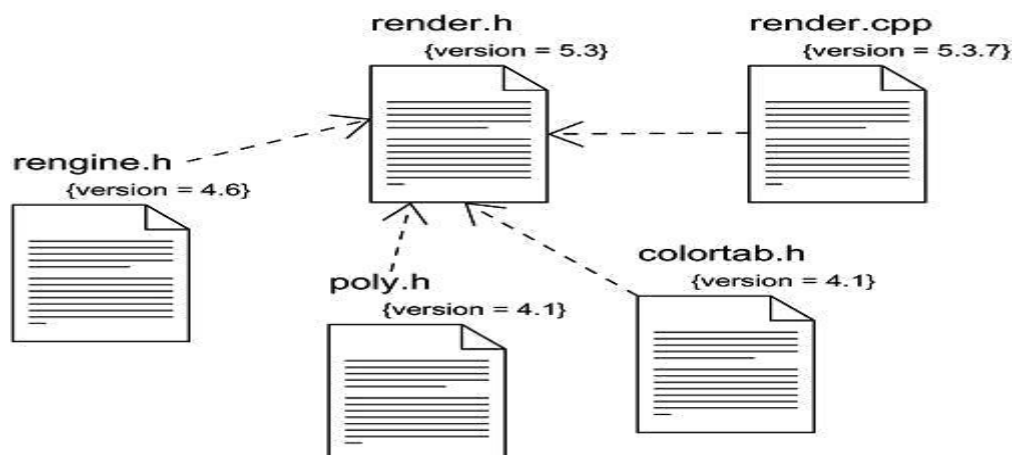 render.h
{version = 5.3}
render.cpp
{version = 5.3.7}
rengine.h
{version = 4.6}
poly.h
{version = 4.1}
colortab.h
{version = 4.1}